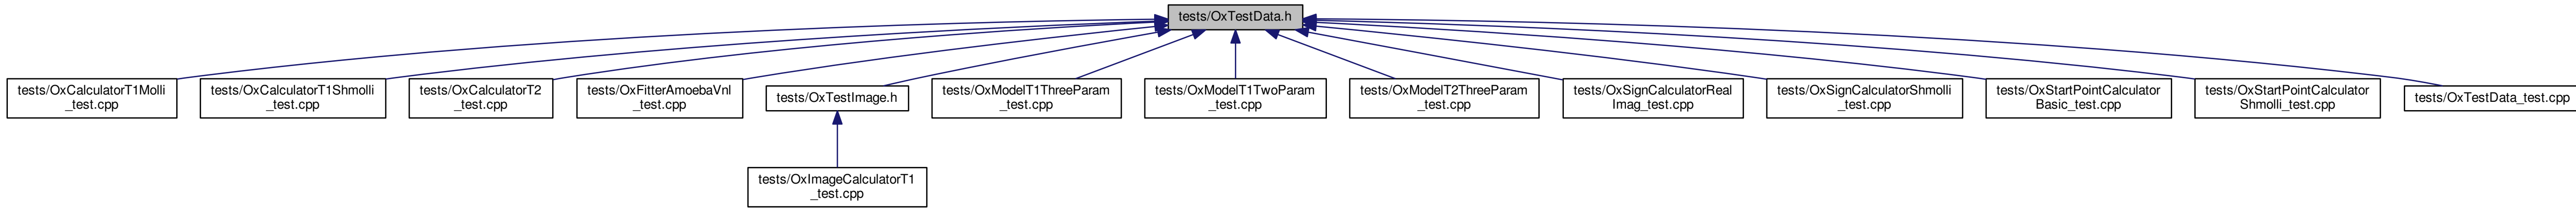 tests/OxTestData.h
tests/OxCalculatorT1Molli
_test.cpp
tests/OxCalculatorT1Shmolli
_test.cpp
tests/OxCalculatorT2
_test.cpp
tests/OxFitterAmoebaVnl
_test.cpp
tests/OxTestImage.h
tests/OxModelT1ThreeParam
_test.cpp
tests/OxModelT1TwoParam
_test.cpp
tests/OxModelT2ThreeParam
_test.cpp
tests/OxSignCalculatorReal
Imag_test.cpp
tests/OxSignCalculatorShmolli
_test.cpp
tests/OxStartPointCalculator
Basic_test.cpp
tests/OxStartPointCalculator
Shmolli_test.cpp
tests/OxTestData_test.cpp
tests/OxImageCalculatorT1
_test.cpp